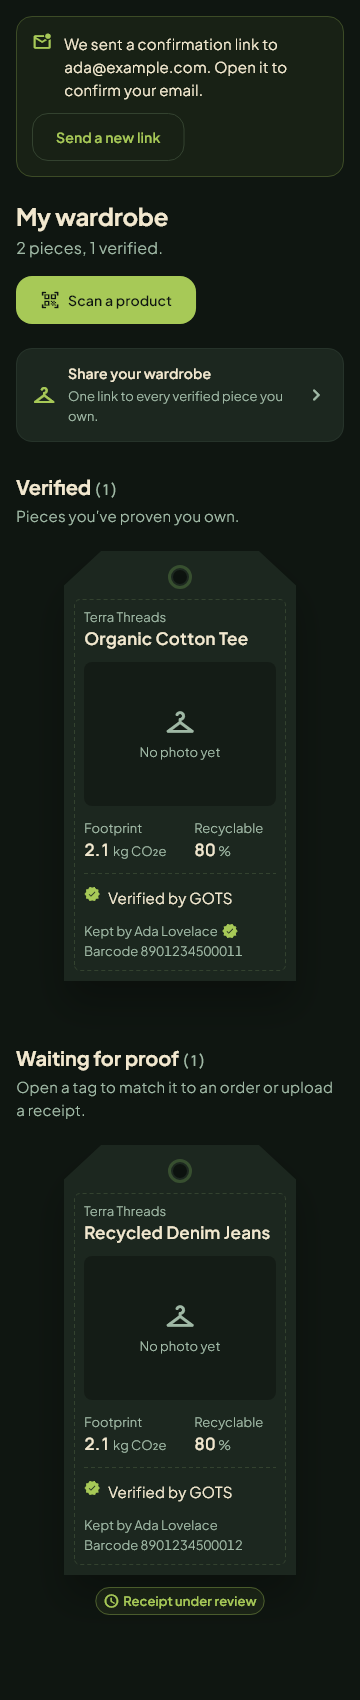 We sent a confirmation link to
ada@example.com. Open it to
confirm your email.
Send a new link
My wardrobe
2 pieces, 1 verified.
Scan a product
Share your wardrobe
One link to every verified piece you
own.
Verified (1)
Pieces you've proven you own.
Terra Threads
Organic Cotton Tee
No photo yet
Footprint Recyclable
2.1 kg CO₂e 80 %
Verified by GOTS
Kept by Ada Lovelace
Barcode 8901234500011
Waiting for proof (1)
Open a tag to match it to an order or upload
a receipt.
Terra Threads
Recycled Denim Jeans
No photo yet
Footprint Recyclable
2.1 kg CO₂e 80 %
Verified by GOTS
Kept by Ada Lovelace
Barcode 8901234500012
Receipt under review